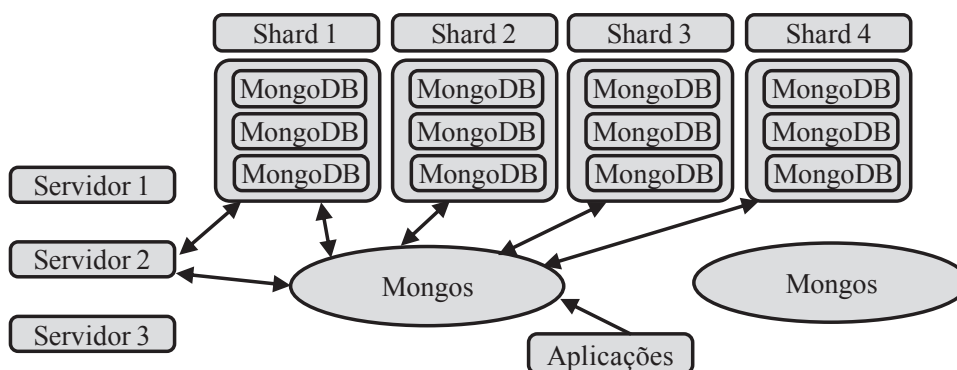 Shard 1
Shard 2
Shard 3
Shard 4
MongoDB
MongoDB
MongoDB
MongoDB
MongoDB
MongoDB
MongoDB
MongoDB
MongoDB
MongoDB
MongoDB
MongoDB
Servidor 1
Servidor 2
Servidor 3
Mongos
Mongos
Aplicações